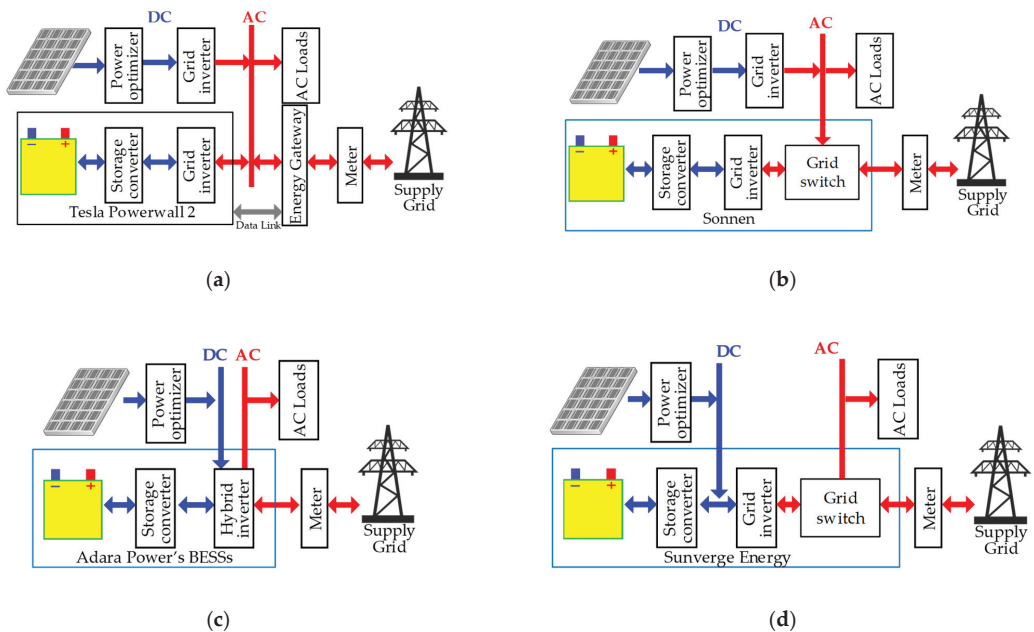 DC
AC
Power
optimizer
Grid
inverter
AC Loads
−
+
Storage
converter
Grid
inverter
Energy Gateway
Meter
Supply
Grid
Tesla Powerwall 2
Data Link
(a)
DC
AC
Power
optimizer
Grid
inverter
AC Loads
−
+
Storage
converter
Grid
inverter
Grid
switch
Meter
Supply
Grid
Sonnen
(b)
DC
AC
Power
optimizer
AC Loads
−
+
Storage
converter
Hybrid
inverter
Meter
Supply
Grid
Adara Power's BESSs
(c)
DC
AC
Power
optimizer
AC Loads
−
+
Storage
converter
Grid
inverter
Grid
switch
Meter
Supply
Grid
Sunverge Energy
(d)